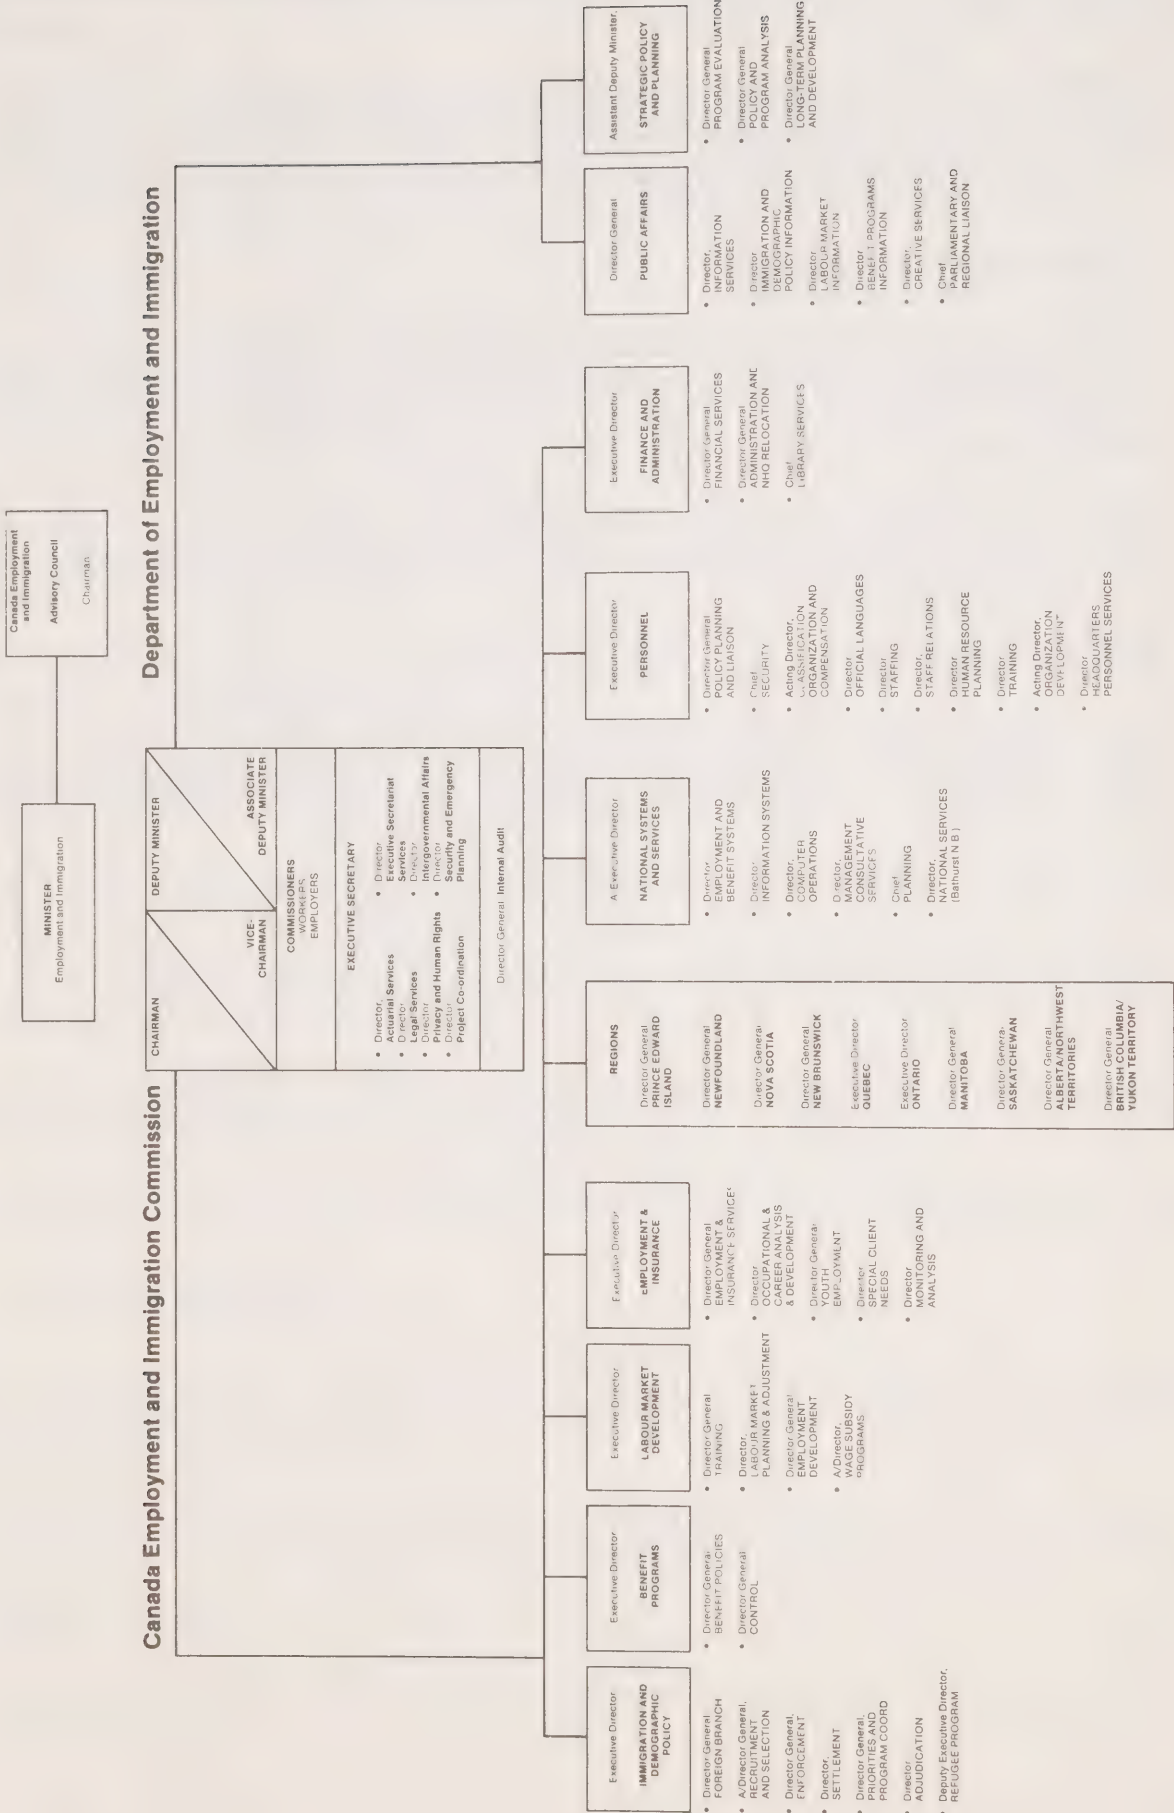 Canada Employment
and Immigration
Advisory Council
Chairman
MINISTER
Employment and Immigration
Canada Employment and Immigration Commission
Department of Employment and Immigration
CHAIRMAN
VICE-
CHAIRMAN
DEPUTY MINISTER
ASSOCIATE
DEPUTY MINISTER
COMMISSIONERS
WORKERS
EMPLOYERS
EXECUTIVE SECRETARY
• Director,
Actuarial Services
• Director
Legal Services
• Director
Privacy and Human Rights
• Director
Project Co-ordination
• Director
Executive Secretariat
Services
• Director
Intergovernmental Affairs
• Director
Security and Emergency
Planning
Director General Internal Audit
Executive Director
IMMIGRATION AND
DEMOGRAPHIC
POLICY
• Director General
FOREIGN BRANCH
• A/Director General,
RECRUITMENT
AND SELECTION
• Director General,
ENFORCEMENT
• Director,
SETTLEMENT
• Director General,
PRIORITIES AND
PROGRAM COORD
• Director
ADJUDICATION
• Deputy Executive Director,
REFUGEE PROGRAM
Executive Director
BENEFIT
PROGRAMS
• Director General
BENEFIT POLICIES
• Director General
CONTROL
Executive Director
LABOUR MARKET
DEVELOPMENT
• Director General
TRAINING
• Director,
LABOUR MARKET
PLANNING & ADJUSTMENT
• Director General
EMPLOYMENT
DEVELOPMENT
• A/Director,
WAGE SUBSIDY
PROGRAMS
Executive Director
EMPLOYMENT &
INSURANCE
• Director General
EMPLOYMENT &
INSURANCE SERVICES
• Director
OCCUPATIONAL &
CAREER ANALYSIS
& DEVELOPMENT
• Director General
YOUTH
EMPLOYMENT
• Director
SPECIAL CLIENT
NEEDS
• Director
MONITORING AND
ANALYSIS
REGIONS
Director General
PRINCE EDWARD
ISLAND
Director General
NEWFOUNDLAND
Director General
NOVA SCOTIA
Director General
NEW BRUNSWICK
Executive Director
QUEBEC
Executive Director
ONTARIO
Director General
MANITOBA
Director General
SASKATCHEWAN
Director General
ALBERTA/NORTHWEST
TERRITORIES
Director General
BRITISH COLUMBIA/
YUKON TERRITORY
A Executive Director
NATIONAL SYSTEMS
AND SERVICES
• Director,
EMPLOYMENT AND
BENEFIT SYSTEMS
• Director
INFORMATION SYSTEMS
• Director,
COMPUTER
OPERATIONS
• Director,
MANAGEMENT
CONSULTATIVE
SERVICES
• Chief
PLANNING
• Director,
NATIONAL SERVICES
(Bathurst N B )
Executive Director
PERSONNEL
• Director General
POLICY PLANNING
AND LIAISON
• Chief
SECURITY
• Acting Director,
CLASSIFICATION
ORGANIZATION AND
COMPENSATION
• Director
OFFICIAL LANGUAGES
• Director
STAFFING
• Director,
STAFF RELATIONS
• Director
HUMAN RESOURCE
PLANNING
• Director
TRAINING
• Acting Director,
ORGANIZATION
DEVELOPMENT
• Director
HEADQUARTERS
PERSONNEL SERVICES
Executive Director
FINANCE AND
ADMINISTRATION
• Director General
FINANCIAL SERVICES
• Director General
ADMINISTRATION AND
NHQ RELOCATION
• Chief
LIBRARY SERVICES
Director General
PUBLIC AFFAIRS
• Director,
INFORMATION
SERVICES
• Director
IMMIGRATION AND
DEMOGRAPHIC
POLICY INFORMATION
• Director
LABOUR MARKET
INFORMATION
• Director
BENEFIT PROGRAMS
INFORMATION
• Director,
CREATIVE SERVICES
• Chief
PARLIAMENTARY AND
REGIONAL LIAISON
Assistant Deputy Minister,
STRATEGIC POLICY
AND PLANNING
• Director General
PROGRAM EVALUATION
• Director General
POLICY AND
PROGRAM ANALYSIS
• Director General
LONG-TERM PLANNING
AND DEVELOPMENT